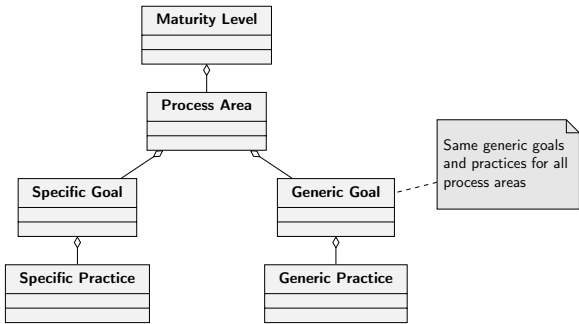 Maturity Level
Process Area
Same generic goals
and practices for all
process areas
Specific Goal
Generic Goal
Specific Practice
Generic Practice